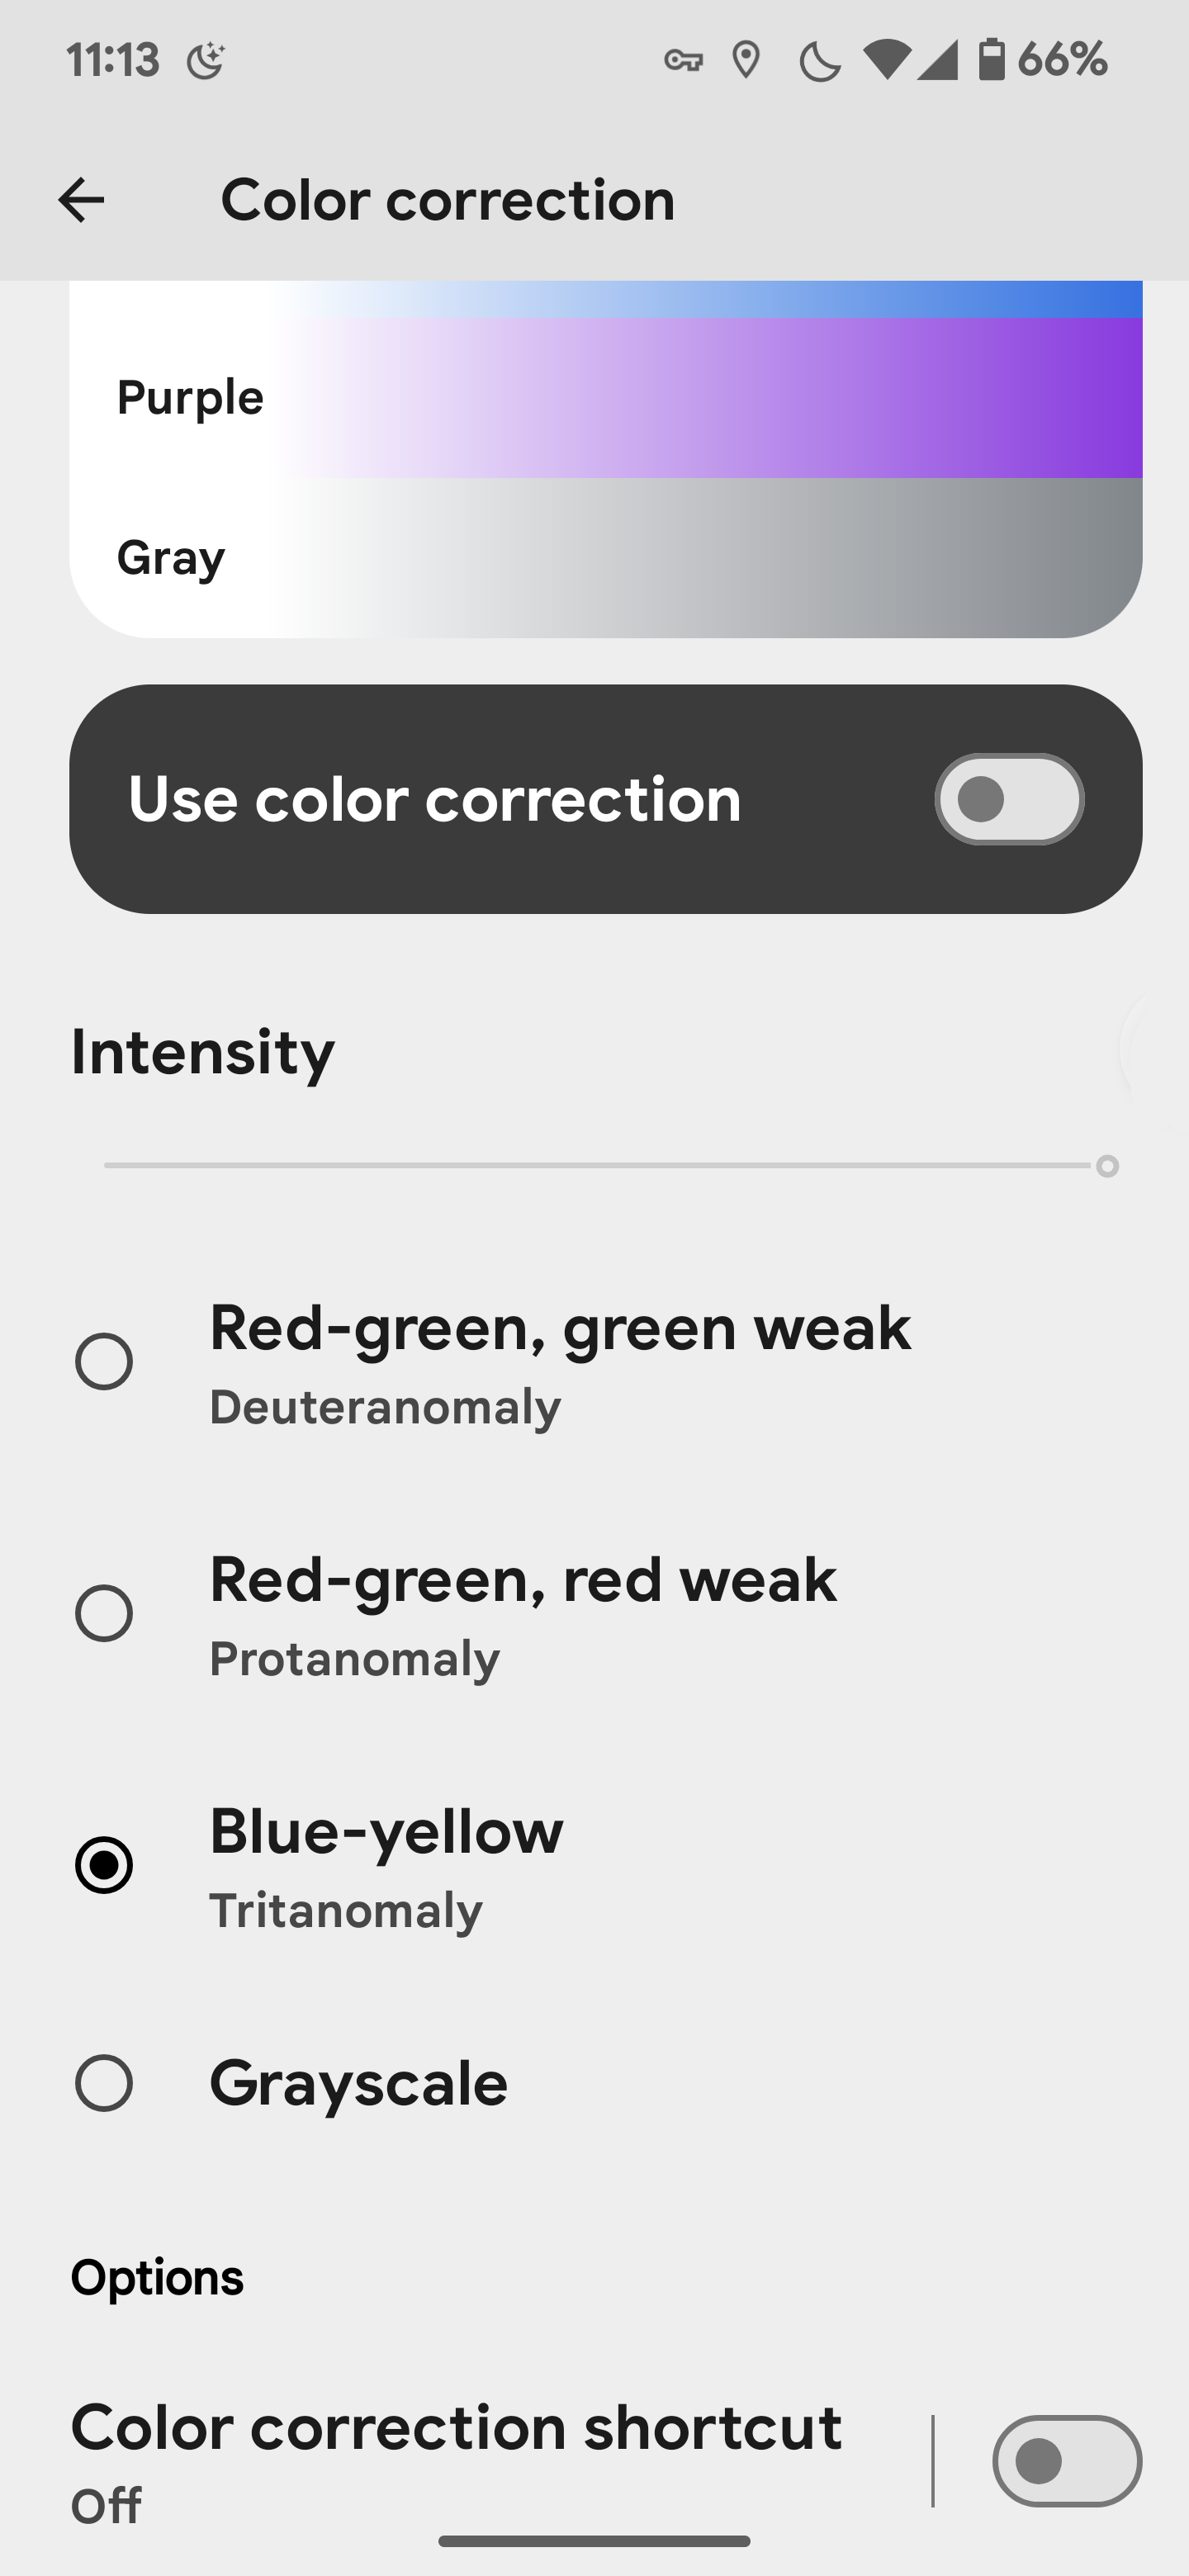 11:13 66%
Color correction
Purple
Gray
Use color correction
Intensity
Red-green, green weak
Deuteranomaly
Red-green, red weak
Protanomaly
Blue-yellow
Tritanomaly
Grayscale
Options
Color correction shortcut
Off